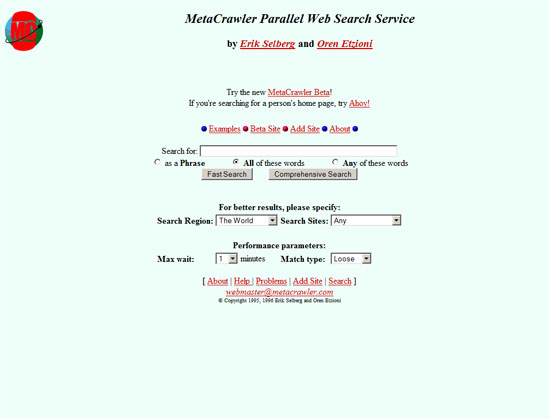 MC
MetaCrawler Parallel Web Search Service
by Erik Selberg and Oren Etzioni
Try the new MetaCrawler Beta!
If you're searching for a person's home page, try Ahoy!
Examples Beta Site Add Site About
Search for:
as a Phrase All of these words Any of these words
Fast Search Comprehensive Search
For better results, please specify:
Search Region: The World Search Sites: Any
Performance parameters:
Max wait: 1 minutes Match type: Loose
[ About | Help | Problems | Add Site | Search ]
webmaster@metacrawler.com
© Copyright 1995, 1996 Erik Selberg and Oren Etzioni